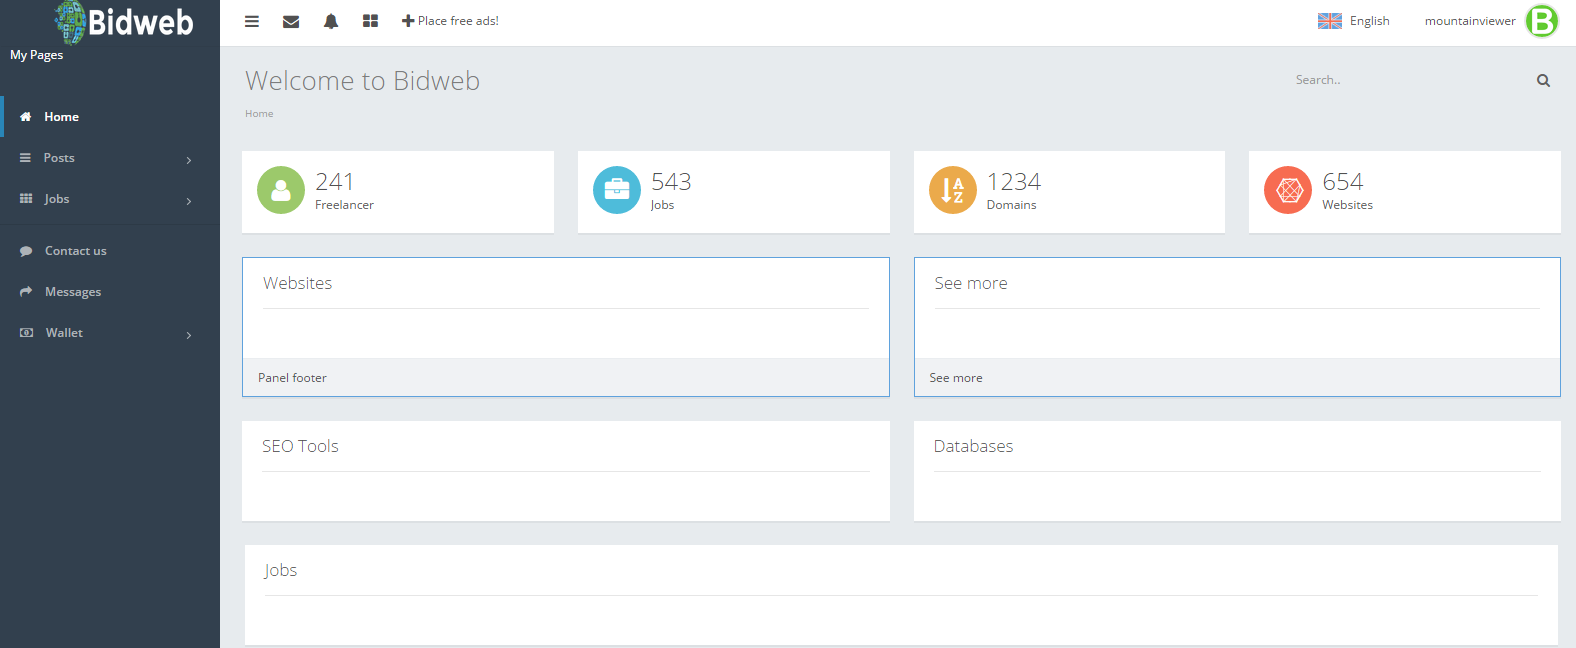 Bidweb
My Pages
Home
Posts
Jobs
Contact us
Messages
Wallet
Place free ads!
English
mountainviewer
B
Welcome to Bidweb
Search..
Home
241
Freelancer
543
Jobs
A
Z
1234
Domains
654
Websites
Websites
Panel footer
See more
See more
SEO Tools
Databases
Jobs